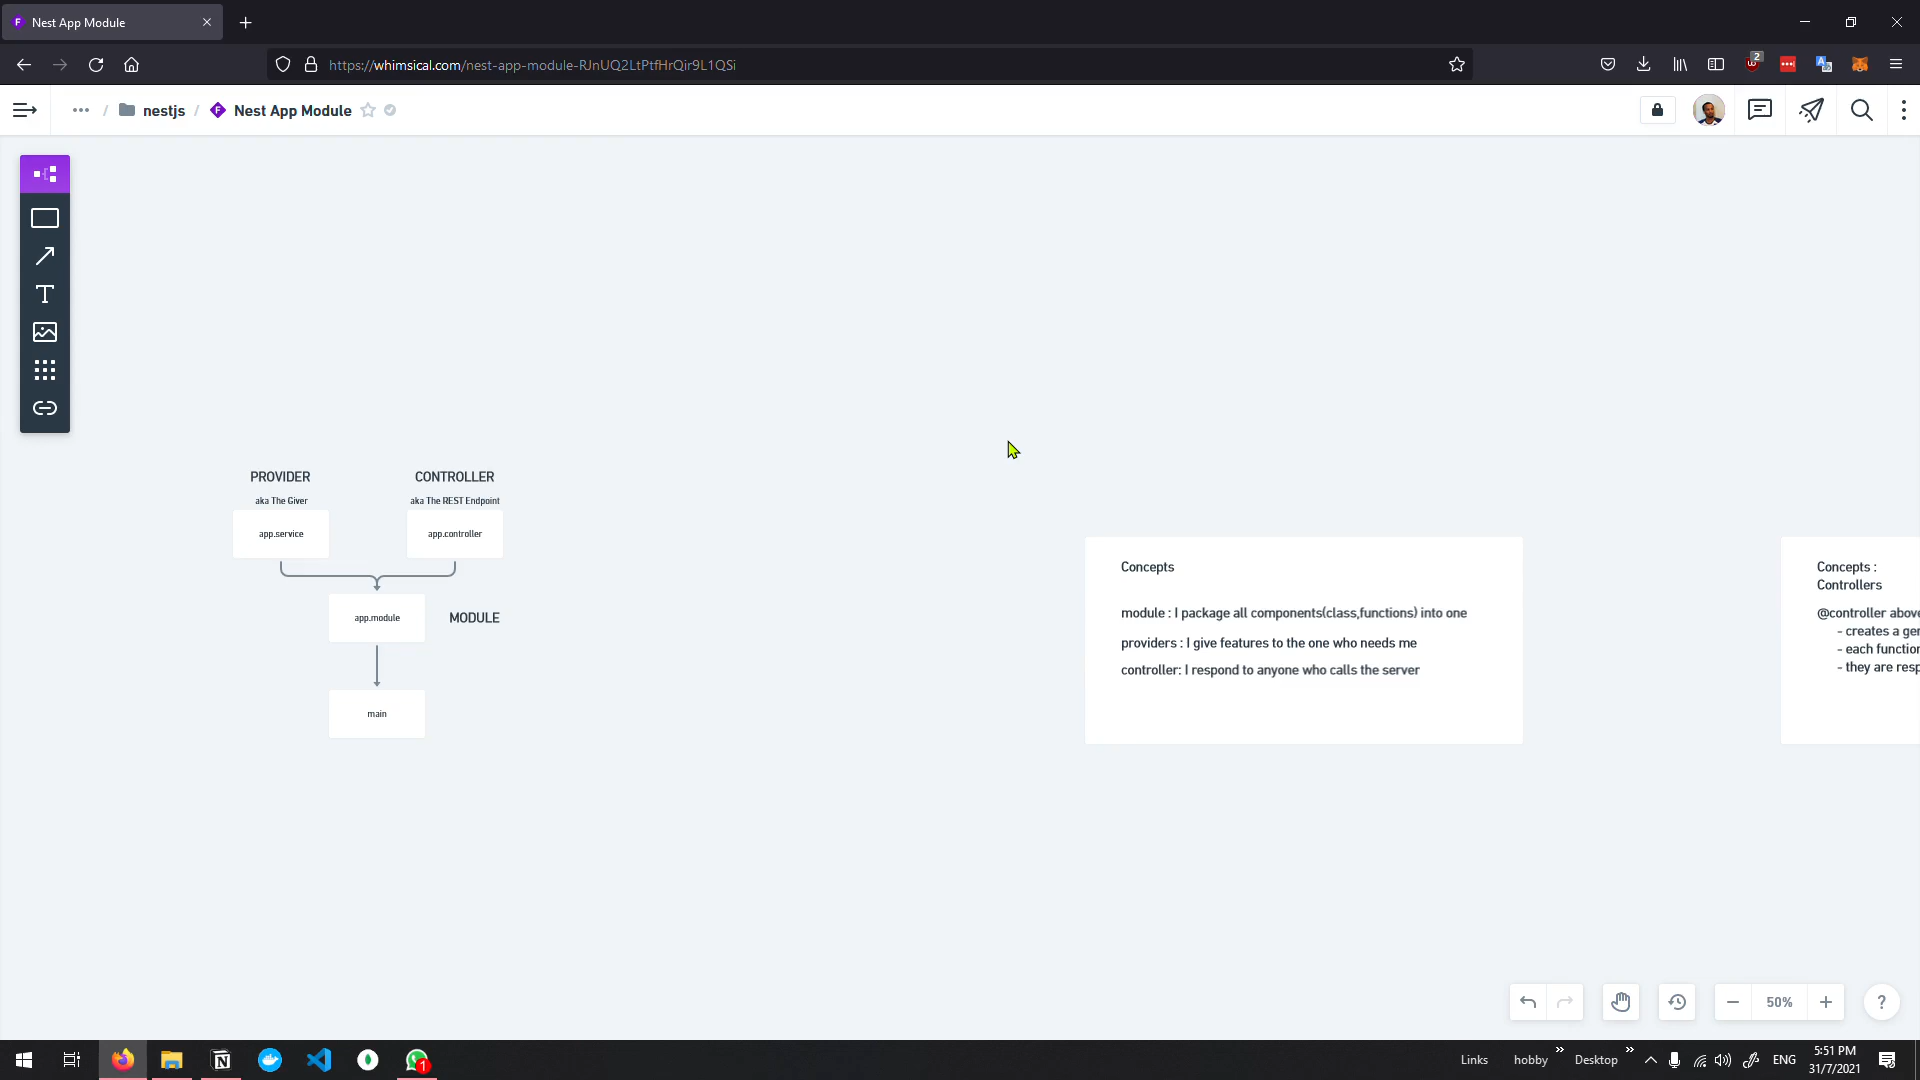 Nest App Module
https://whimsical.com/nest-app-module-RJnUQ2LtPtfHrQir9L1QSi
2
nestjs
/
Nest App Module
PROVIDER
aka The Giver
app.service
CONTROLLER
aka The REST Endpoint
app.controller
app.module
MODULE
main
Concepts
module : I package all components(class,functions) into one
providers : I give features to the one who needs me
controller: I respond to anyone who calls the server
Concepts :
Controllers
@controller above
- creates a ger
- each function
- they are resp
50%
?
1
Links
hobby
Desktop
ENG
5:51 PM
31/7/2021